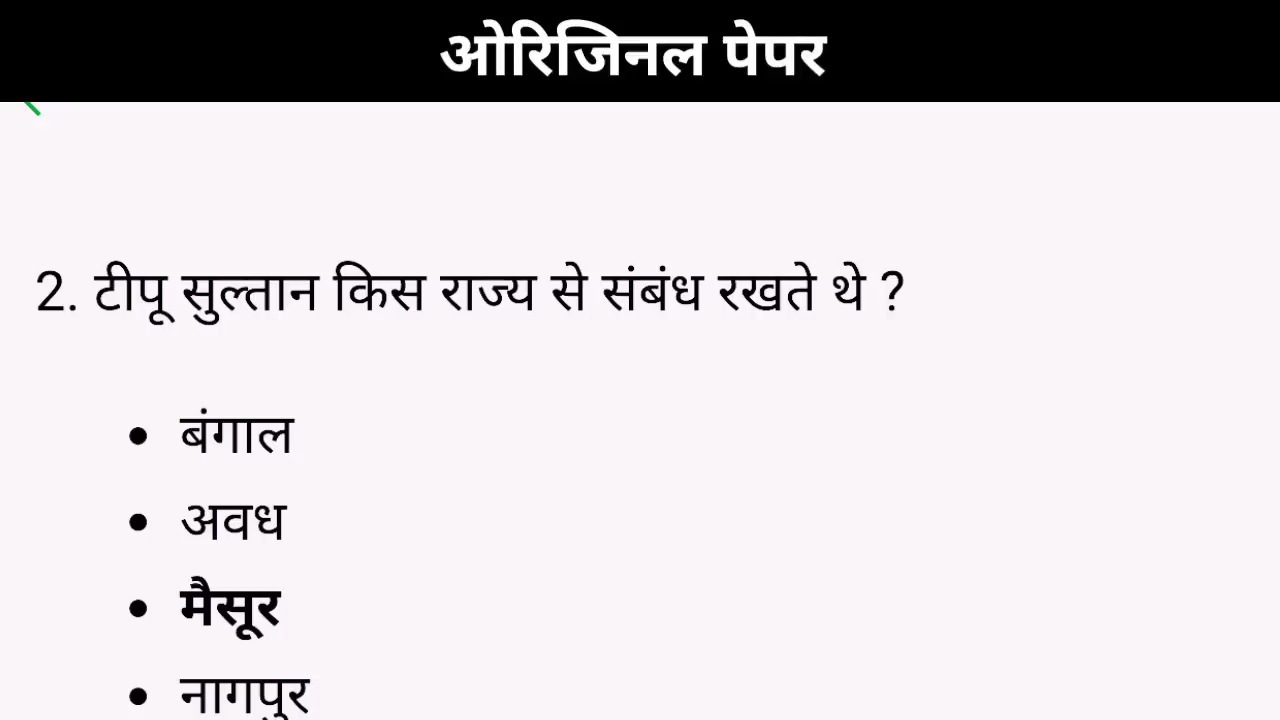 ओरिजिनल पेपर
2. टीपू सुल्तान किस राज्य से संबंध रखते थे ?
• बंगाल
• अवध
• मैसूर
• नागपुर